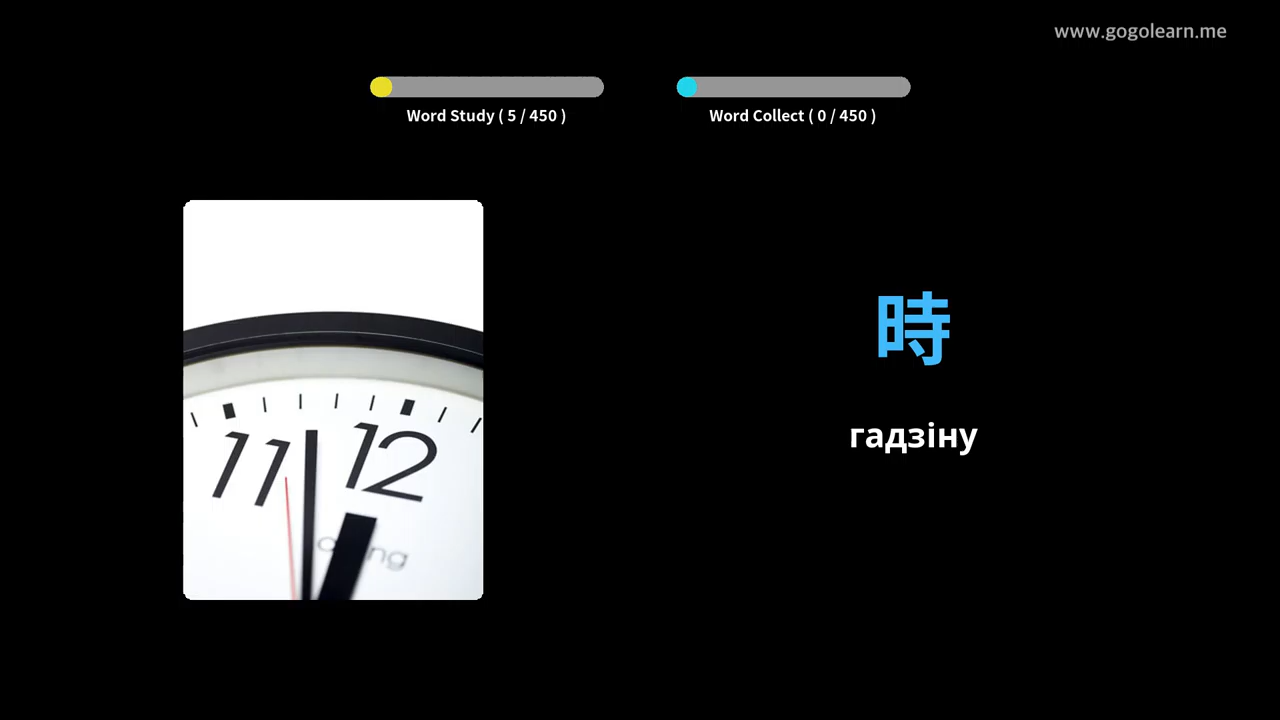 www.gogolearn.me
Word Study ( 5 / 450 )
Word Collect ( 0 / 450 )
時
гадзіну
11
12